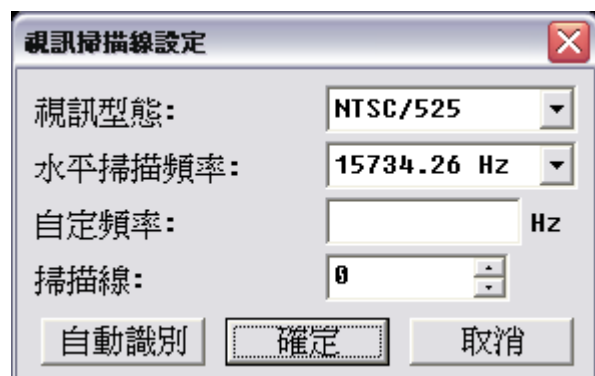 視訊掃描線設定
視訊型態: NTSC/525
水平掃描頻率: 15734.26 Hz
自定頻率: Hz
掃描線: 0
自動識別 確定 取消